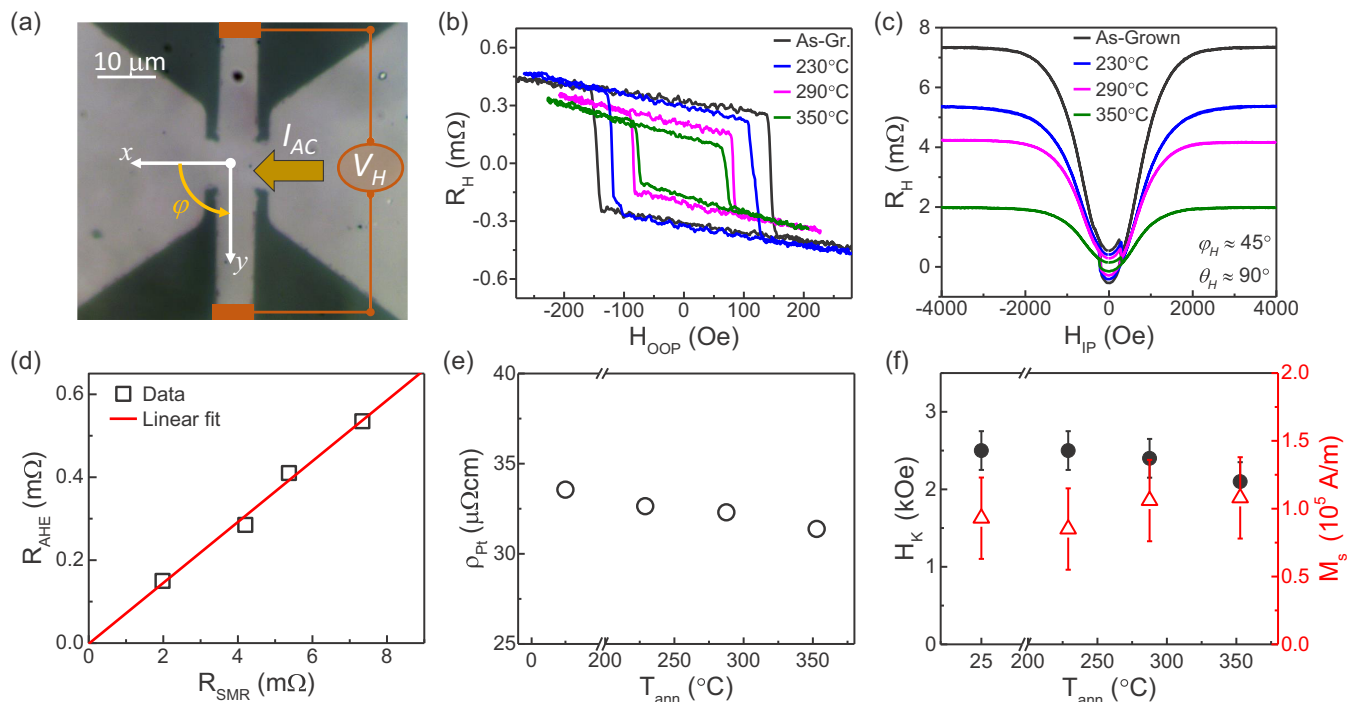 (a)
10 μm
x
φ
y
I_AC
V_H
(b)
0.6
0.3
0.0
-0.3
-0.6
R_H (mΩ)
As-Gr.
230°C
290°C
350°C
-200 -100 0 100 200
H_OOP (Oe)
(c)
8
6
4
2
0
R_H (mΩ)
As-Grown
230°C
290°C
350°C
φ_H ≈ 45°
θ_H ≈ 90°
-4000 -2000 0 2000 4000
H_IP (Oe)
(d)
0.6
0.4
0.2
0.0
R_AHE (mΩ)
Data
Linear fit
0 2 4 6 8
R_SMR (mΩ)
(e)
40
35
30
25
ρ_Pt (μΩcm)
0 200 250 300 350
T_ann (°C)
(f)
3
2
1
0
H_K (kOe)
2.0
1.5
1.0
0.5
0.0
M_s (10^5 A/m)
25 200 250 300 350
T_ann (°C)